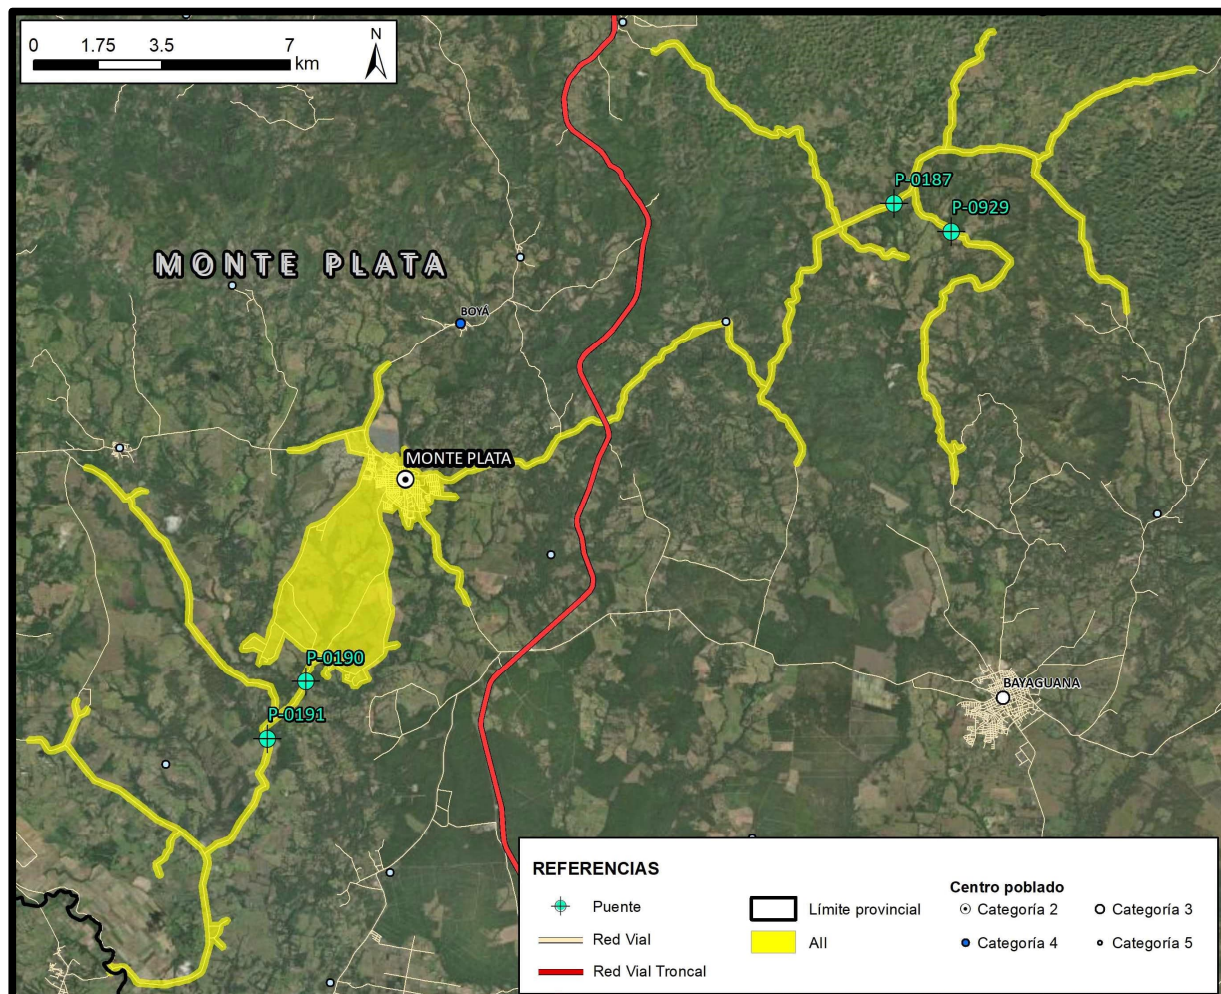 0 1.75 3.5 7
km
N
P-0187
P-0929
MONTE PLATA
BOYÁ
MONTE PLATA
P-0190
P-0191
BAYAGUANA
REFERENCIAS
Puente
Red Vial
Red Vial Troncal
Límite provincial
AII
Centro poblado
Categoría 2
Categoría 3
Categoría 4
Categoría 5